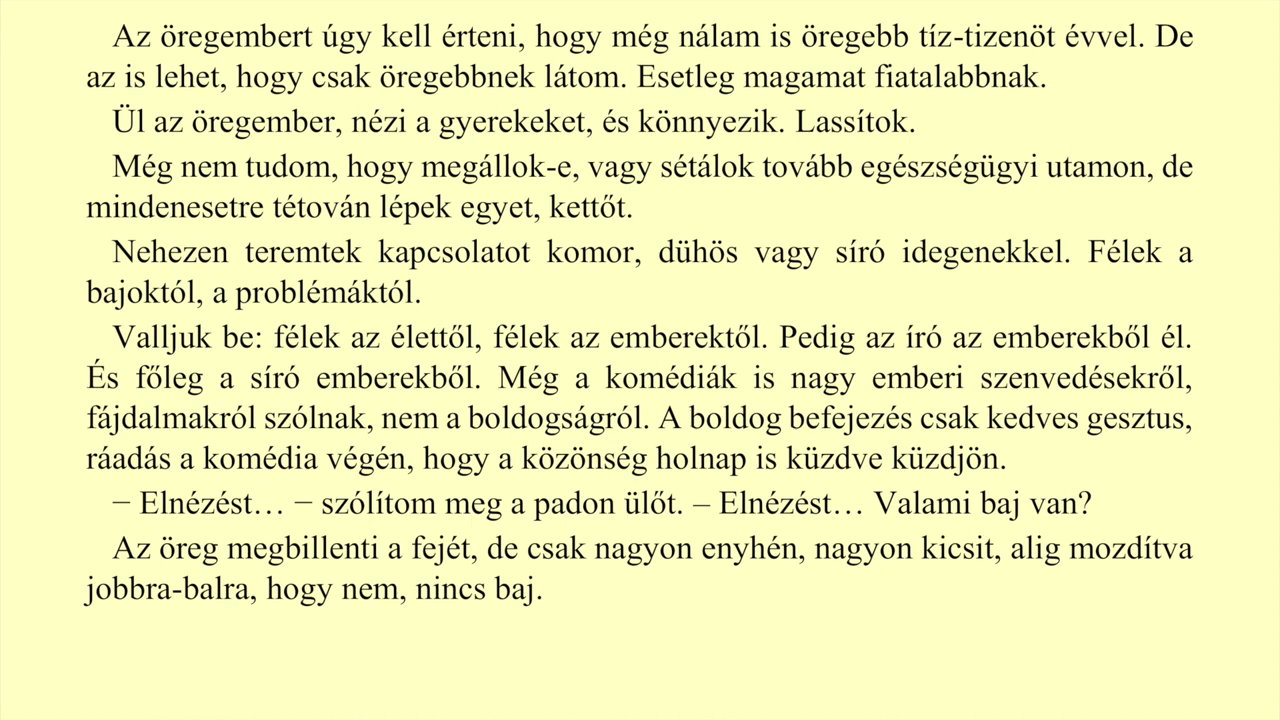 Az öregembert úgy kell érteni, hogy még nálam is öregebb tíz-tizenöt évvel. De
az is lehet, hogy csak öregebbnek látom. Esetleg magamat fiatalabbnak.
Ül az öregember, nézi a gyerekeket, és könnyezik. Lassítok.
Még nem tudom, hogy megállok-e, vagy sétálok tovább egészségügyi utamon, de
mindenesetre tétován lépek egyet, kettőt.
Nehezen teremtek kapcsolatot komor, dühös vagy síró idegenekkel. Félek a
bajoktól, a problémáktól.
Valljuk be: félek az élettől, félek az emberektől. Pedig az író az emberekből él.
És főleg a síró emberekből. Még a komédiák is nagy emberi szenvedésekről,
fájdalmakról szólnak, nem a boldogságról. A boldog befejezés csak kedves gesztus,
ráadás a komédia végén, hogy a közönség holnap is küzdve küzdjön.
− Elnézést… − szólítom meg a padon ülőt. – Elnézést… Valami baj van?
Az öreg megbillenti a fejét, de csak nagyon enyhén, nagyon kicsit, alig mozdítva
jobbra-balra, hogy nem, nincs baj.